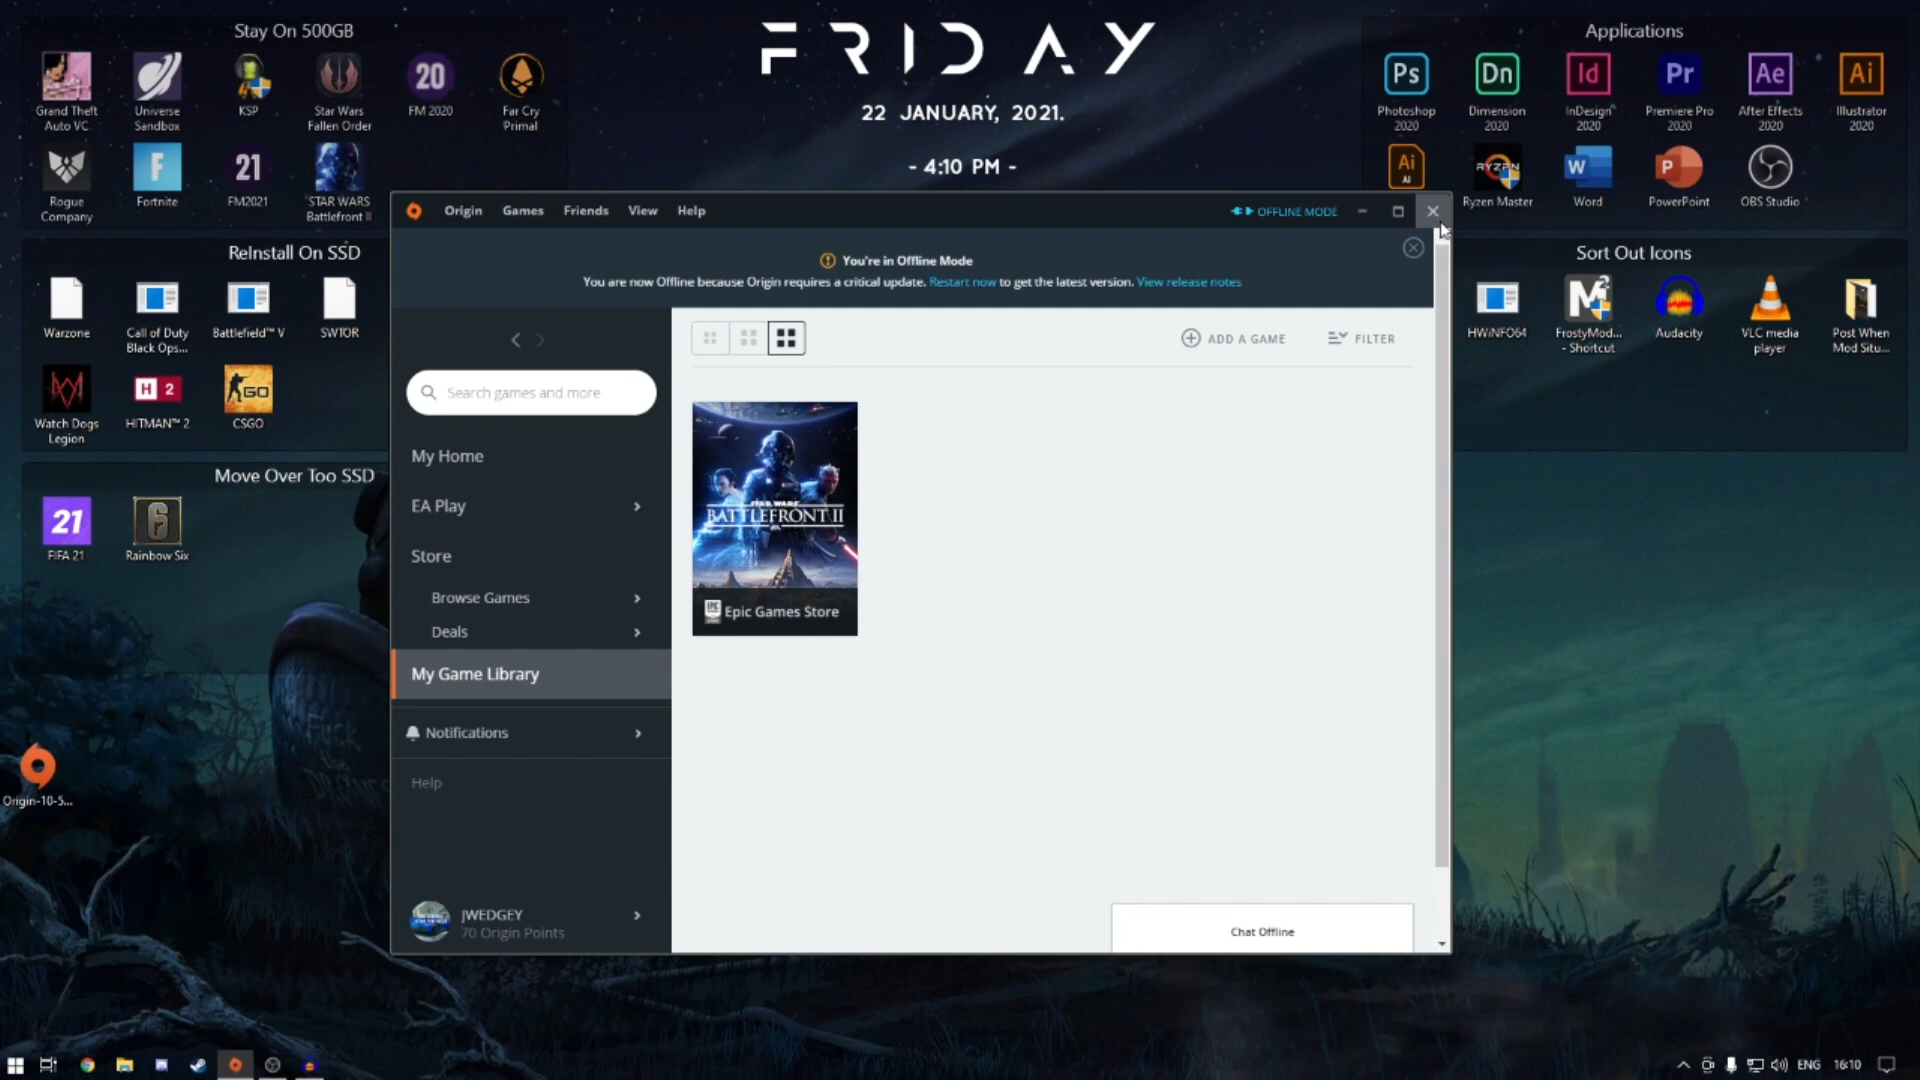 Stay On 500GB
Grand Theft
Auto VC
Universe
Sandbox
KSP
Star Wars
Fallen Order
20
FM 2020
Far Cry
Primal
Rogue
Company
F
Fortnite
21
FM2021
STAR WARS
Battlefront II
ReInstall On SSD
Warzone
Call of Duty
Black Ops...
Battlefield™ V
SWTOR
Watch Dogs
Legion
H 2
HITMAN™ 2
GO
CSGO
Move Over Too SSD
21
FIFA 21
6
Rainbow Six
Origin-10-5...
FRIDAY
22 JANUARY, 2021.
- 4:10 PM -
Applications
Ps
Photoshop
2020
Dn
Dimension
2020
Id
InDesign
2020
Pr
Premiere Pro
2020
Ae
After Effects
2020
Ai
Illustrator
2020
Ai
AI
RYZEN
Ryzen Master
W
Word
P
PowerPoint
OBS Studio
Sort Out Icons
HWiNFO64
M2
FrostyMod...
- Shortcut
Audacity
VLC media
player
Post When
Mod Situ...
Origin Games Friends View Help
OFFLINE MODE
You're in Offline Mode
You are now Offline because Origin requires a critical update. Restart now to get the latest version. View release notes
Search games and more
My Home
EA Play
Store
Browse Games
Deals
My Game Library
Notifications
Help
JWEDGEY
70 Origin Points
ADD A GAME
FILTER
STAR WARS
BATTLEFRONT II
EPIC
Epic Games Store
Chat Offline
ENG 16:10